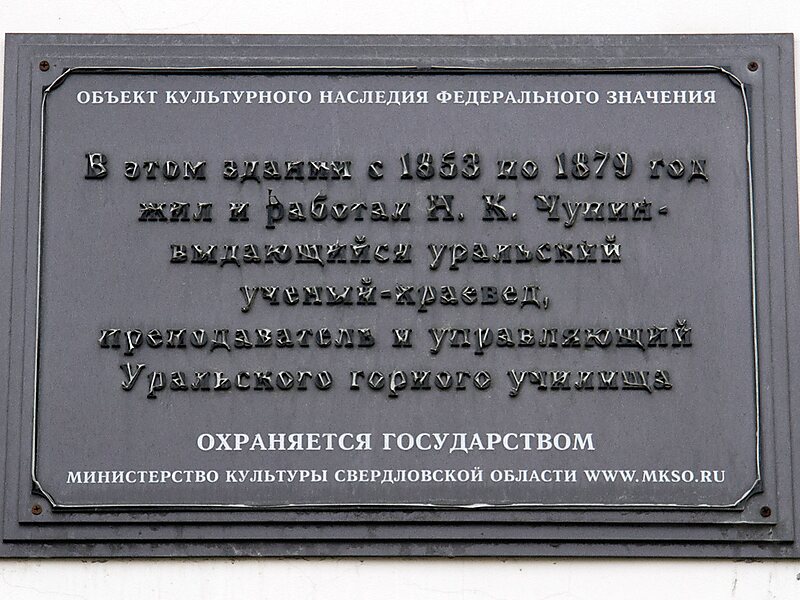 ОБЪЕКТ КУЛЬТУРНОГО НАСЛЕДИЯ ФЕДЕРАЛЬНОГО ЗНАЧЕНИЯ
В этом здании с 1853 по 1879 год
жил и работал Н. К. Чупин-
выдающийся уральский
ученый-краевед,
преподаватель и управляющий
Уральского горного училища
ОХРАНЯЕТСЯ ГОСУДАРСТВОМ
МИНИСТЕРСТВО КУЛЬТУРЫ СВЕРДЛОВСКОЙ ОБЛАСТИ WWW.MKSO.RU